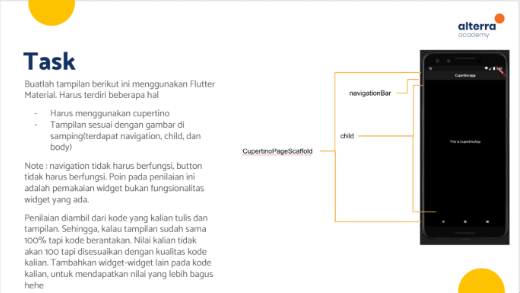 alterra
academy
Task
Buatlah tampilan berikut ini menggunakan Flutter
Material. Harus terdiri beberapa hal
- Harus menggunakan cupertino
- Tampilan sesuai dengan gambar di
samping(terdapat navigation, child, dan
body)
Note : navigation tidak harus berfungsi, button
tidak harus berfungsi. Poin pada penilaian ini
adalah pemakaian widget bukan fungsionalitas
widget yang ada.
Penilaian diambil dari kode yang kalian tulis dan
tampilan. Sehingga, kalau tampilan sudah sama
100% tapi kode berantakan. Nilai kalian tidak
akan 100 tapi disesuaikan dengan kualitas kode
kalian. Tambahkan widget-widget lain pada kode
kalian, untuk mendapatkan nilai yang lebih bagus
hehe
navigationBar
child
CupertinoPageScaffold
CupertinoApp
This is CupertinoApp